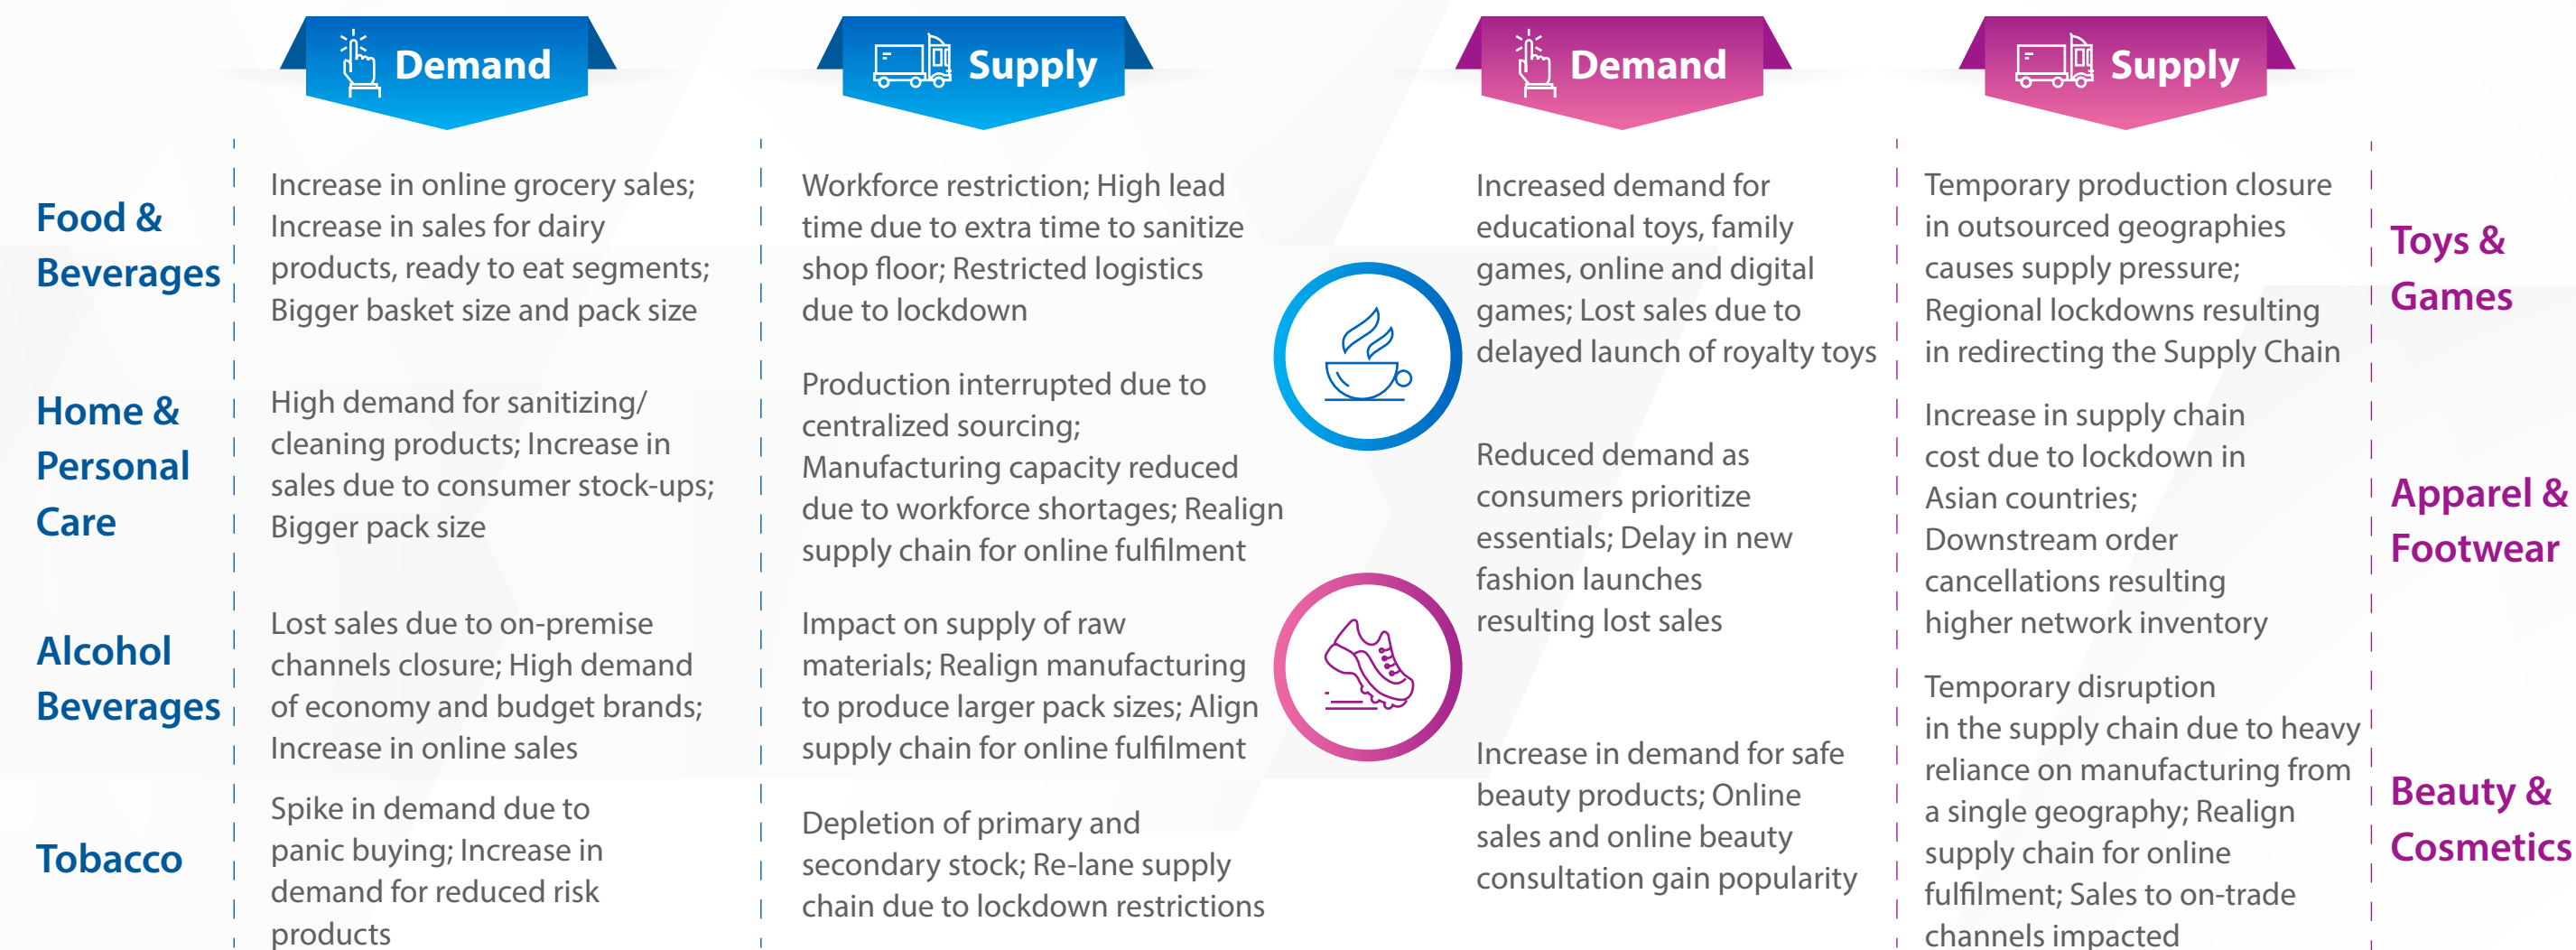 Demand
Supply
Food &
Beverages
Increase in online grocery sales;
Increase in sales for dairy
products, ready to eat segments;
Bigger basket size and pack size
Workforce restriction; High lead
time due to extra time to sanitize
shop floor; Restricted logistics
due to lockdown
Home &
Personal
Care
High demand for sanitizing/
cleaning products; Increase in
sales due to consumer stock-ups;
Bigger pack size
Production interrupted due to
centralized sourcing;
Manufacturing capacity reduced
due to workforce shortages; Realign
supply chain for online fulfilment
Alcohol
Beverages
Lost sales due to on-premise
channels closure; High demand
of economy and budget brands;
Increase in online sales
Impact on supply of raw
materials; Realign manufacturing
to produce larger pack sizes; Align
supply chain for online fulfilment
Tobacco
Spike in demand due to
panic buying; Increase in
demand for reduced risk
products
Depletion of primary and
secondary stock; Re-lane supply
chain due to lockdown restrictions
Demand
Supply
Increased demand for
educational toys, family
games, online and digital
games; Lost sales due to
delayed launch of royalty toys
Temporary production closure
in outsourced geographies
causes supply pressure;
Regional lockdowns resulting
in redirecting the Supply Chain
Toys &
Games
Reduced demand as
consumers prioritize
essentials; Delay in new
fashion launches
resulting lost sales
Increase in supply chain
cost due to lockdown in
Asian countries;
Downstream order
cancellations resulting
higher network inventory
Apparel &
Footwear
Increase in demand for safe
beauty products; Online
sales and online beauty
consultation gain popularity
Temporary disruption
in the supply chain due to heavy
reliance on manufacturing from
a single geography; Realign
supply chain for online
fulfilment; Sales to on-trade
channels impacted
Beauty &
Cosmetics